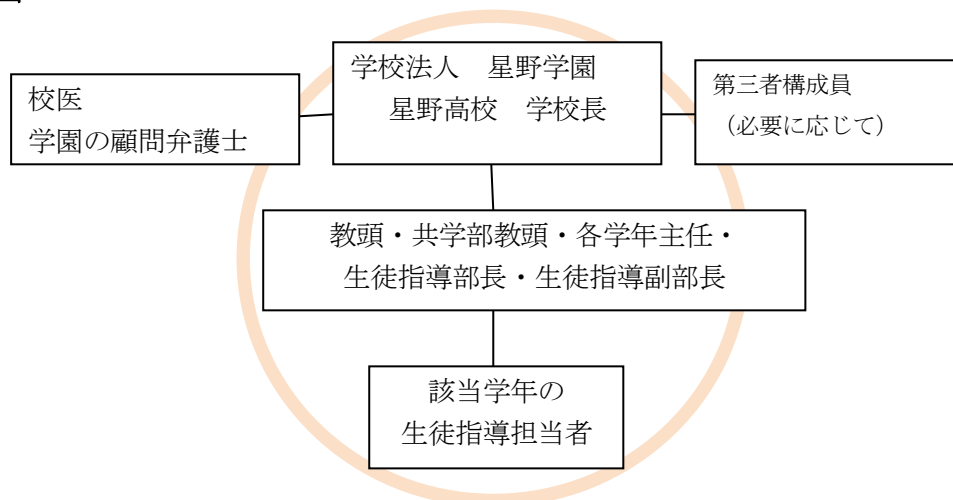 学校法人　星野学園
星野高校　学校長
校医
学園の顧問弁護士
第三者構成員
（必要に応じて）
教頭・共学部教頭・各学年主任・
生徒指導部長・生徒指導副部長
該当学年の
生徒指導担当者